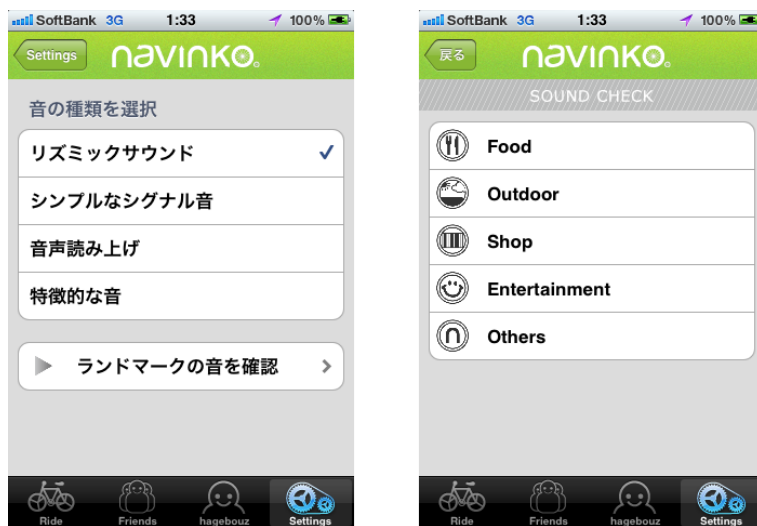 SoftBank 3G 1:33 100%
Settings navinko
音の種類を選択
リズミックサウンド
シンプルなシグナル音
音声読み上げ
特徴的な音
ランドマークの音を確認
Ride Friends hagebouz Settings
SoftBank 3G 1:33 100%
戻る navinko
SOUND CHECK
Food
Outdoor
Shop
Entertainment
Others
Ride Friends hagebouz Settings